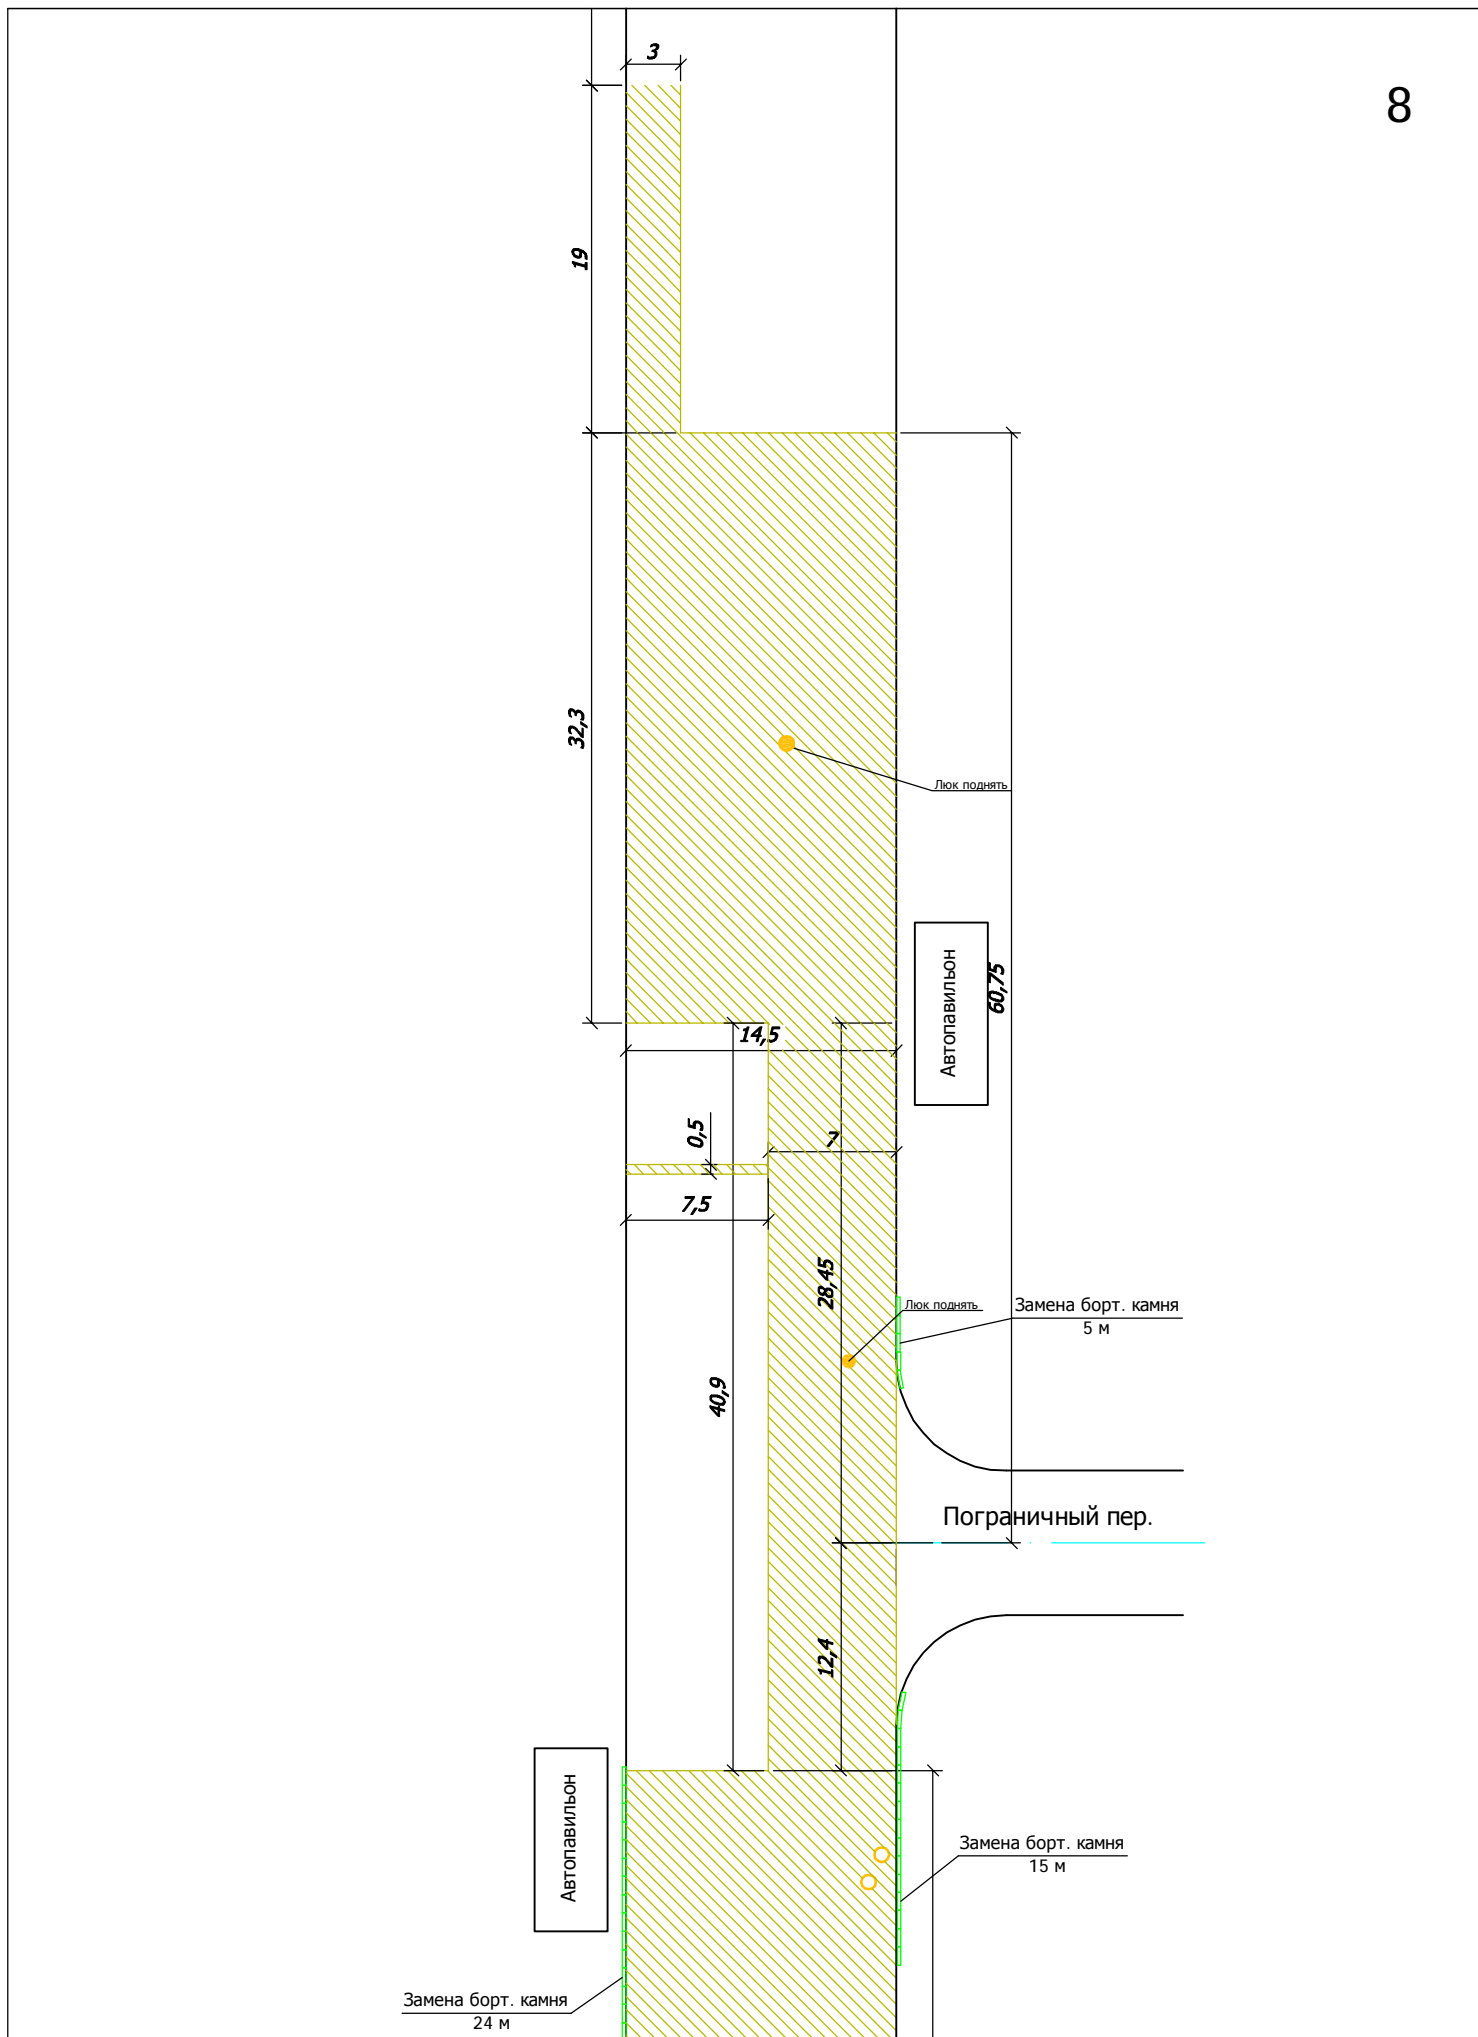 3
8
19
32,3
Люк поднять
Автопавильон
60,75
14,5
0,5
7
7,5
28,45
Люк поднять
Замена борт. камня
5 м
40,9
Пограничный пер.
12,4
Автопавильон
Замена борт. камня
15 м
Замена борт. камня
24 м